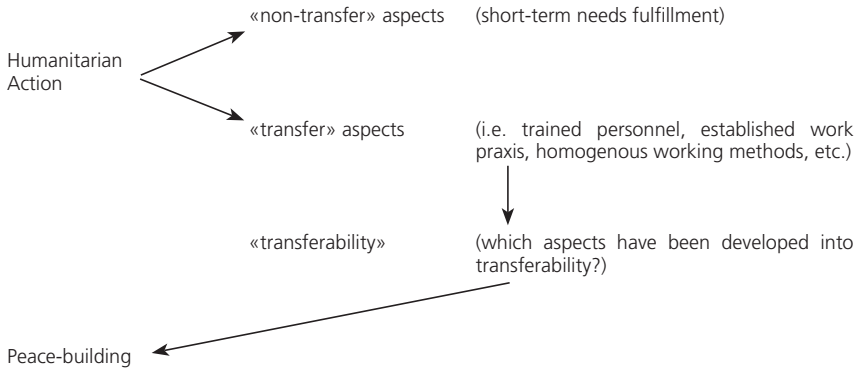 «non-transfer» aspects (short-term needs fulfillment)
Humanitarian
Action
«transfer» aspects (i.e. trained personnel, established work
praxis, homogenous working methods, etc.)
«transferability» (which aspects have been developed into
transferability?)
Peace-building